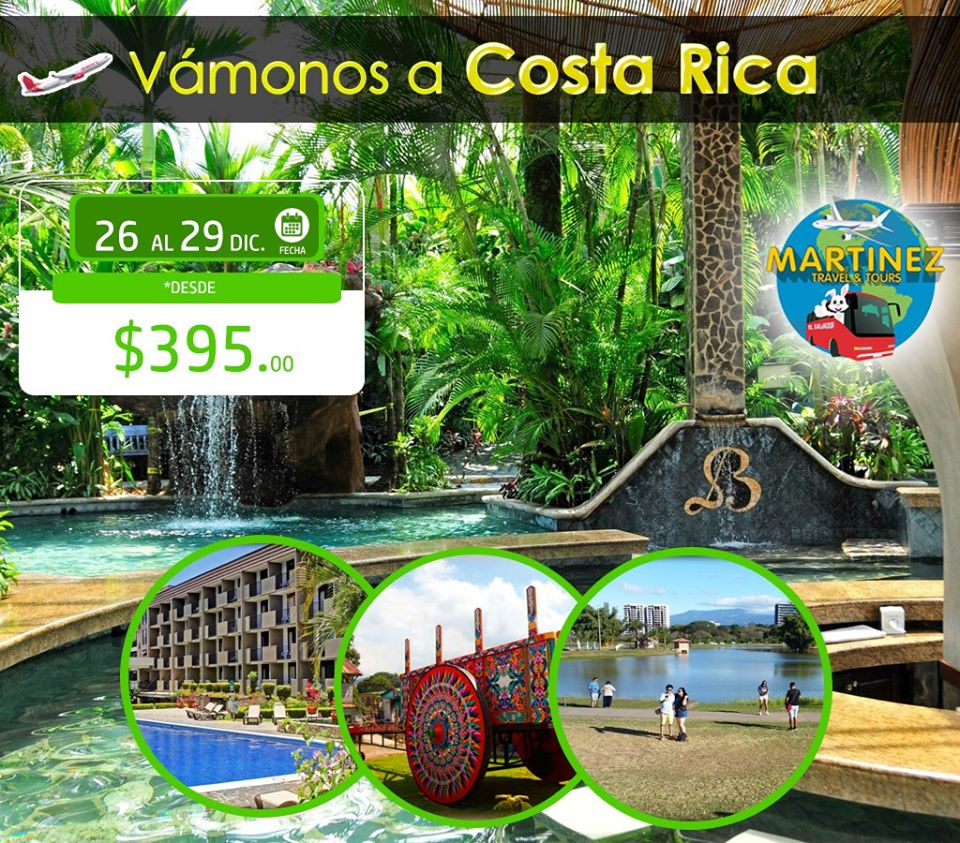 Vámonos a Costa Rica
26 AL 29 DIC.
FECHA
*DESDE
$395.00
MARTINEZ
TRAVEL & TOURS
EL SALVADOR
B